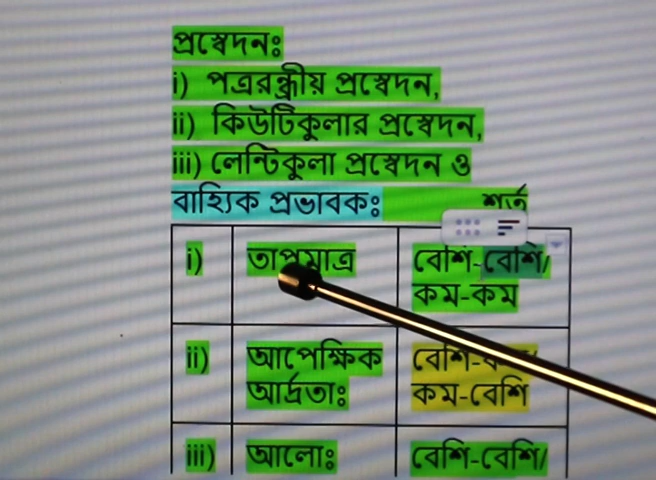 প্রস্বেদনঃ
i) পত্ররন্ধ্রীয় প্রস্বেদন,
ii) কিউটিকুলার প্রস্বেদন,
iii) লেন্টিকুলা প্রস্বেদন ও
বাহ্যিক প্রভাবকঃ শর্ত
i) তাপমাত্র বেশি-বেশি/
কম-কম
ii) আপেক্ষিক বেশি-
আর্দ্রতাঃ কম-বেশি
iii) আলোঃ বেশি-বেশি/